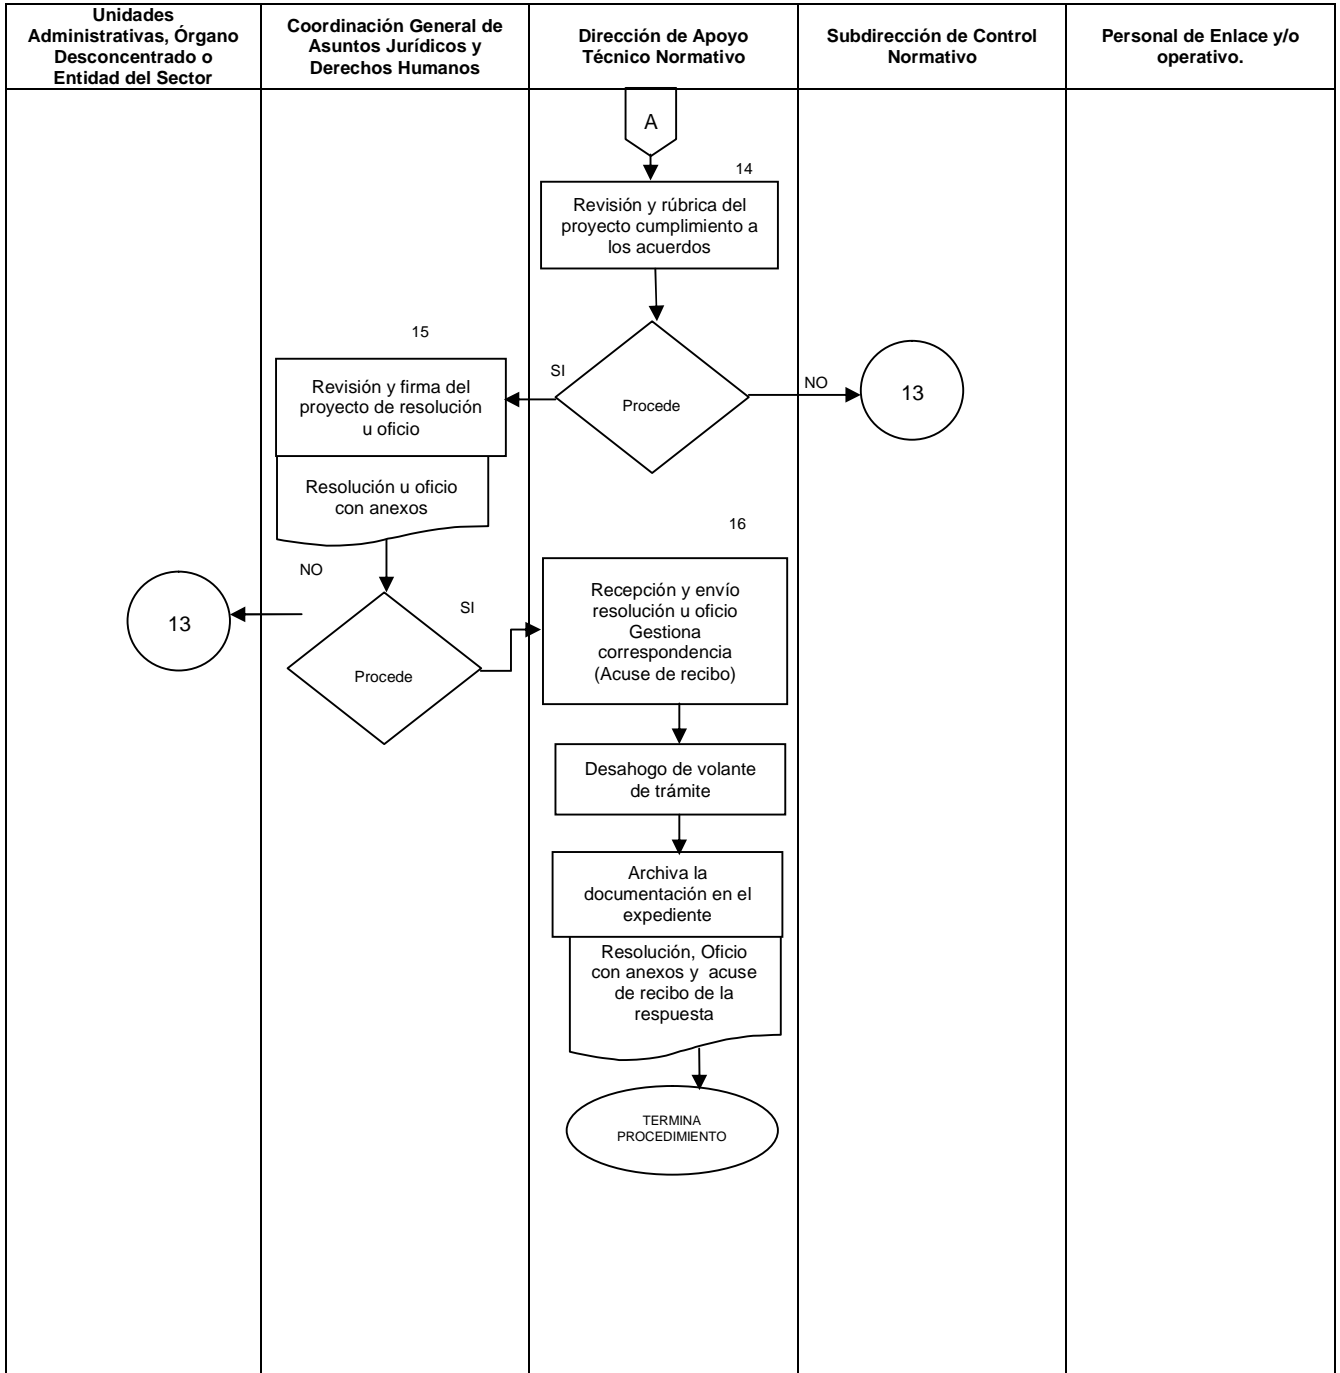 Unidades
Administrativas, Órgano
Desconcentrado o
Entidad del Sector
Coordinación General de
Asuntos Jurídicos y
Derechos Humanos
Dirección de Apoyo
Técnico Normativo
Subdirección de Control
Normativo
Personal de Enlace y/o
operativo.
A
14
Revisión y rúbrica del
proyecto cumplimiento a
los acuerdos
Procede
SI
NO
13
15
Revisión y firma del
proyecto de resolución
u oficio
Resolución u oficio
con anexos
NO
13
Procede
SI
16
Recepción y envío
resolución u oficio
Gestiona
correspondencia
(Acuse de recibo)
Desahogo de volante
de trámite
Archiva la
documentación en el
expediente
Resolución, Oficio
con anexos y acuse
de recibo de la
respuesta
TERMINA
PROCEDIMIENTO